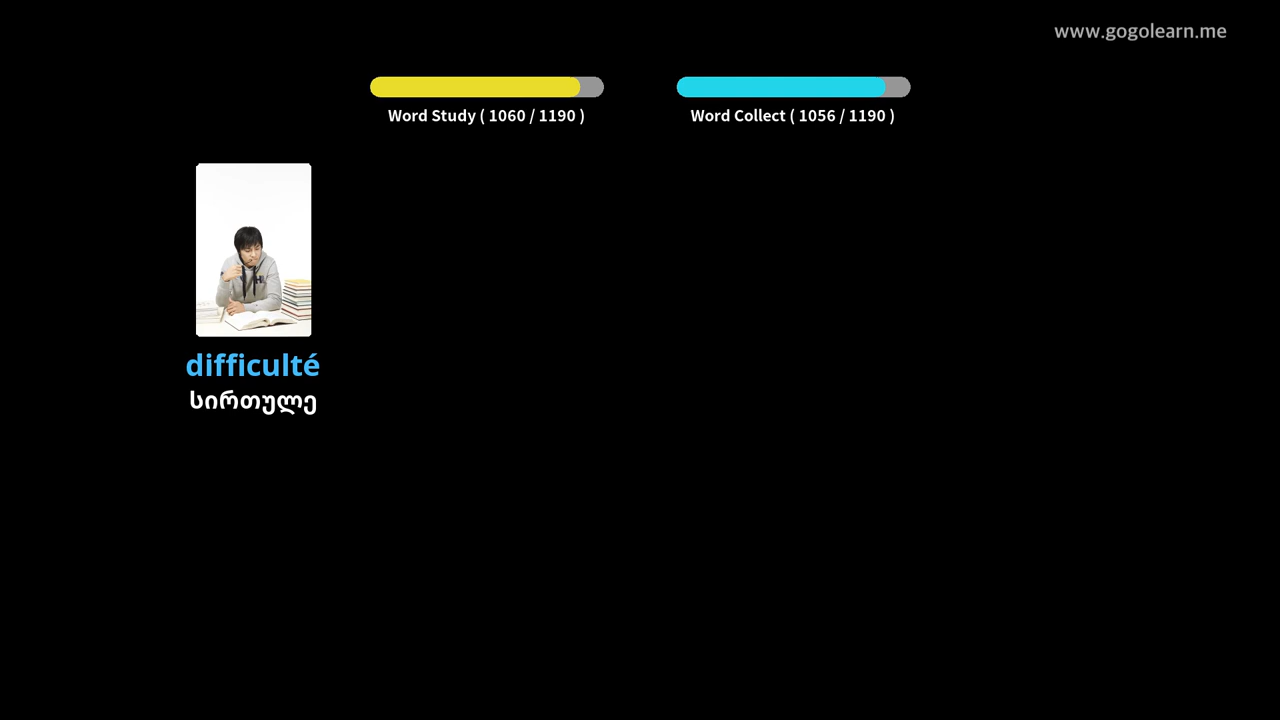 www.gogolearn.me
Word Study ( 1060 / 1190 )
Word Collect ( 1056 / 1190 )
difficulté
სირთულე